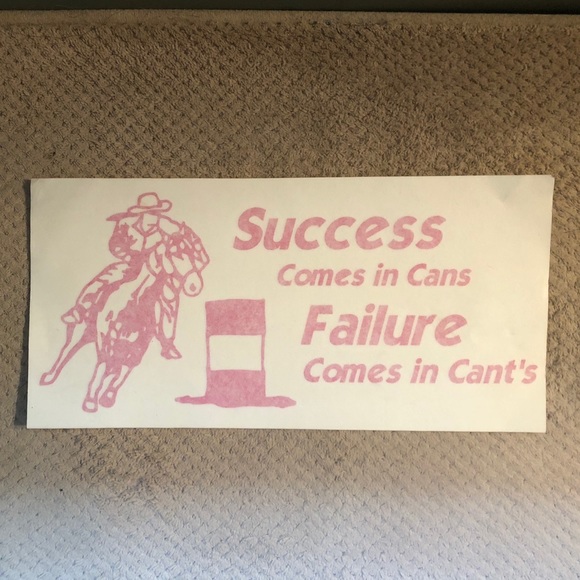 Success
Comes in Cans
Failure
Comes in Cant's